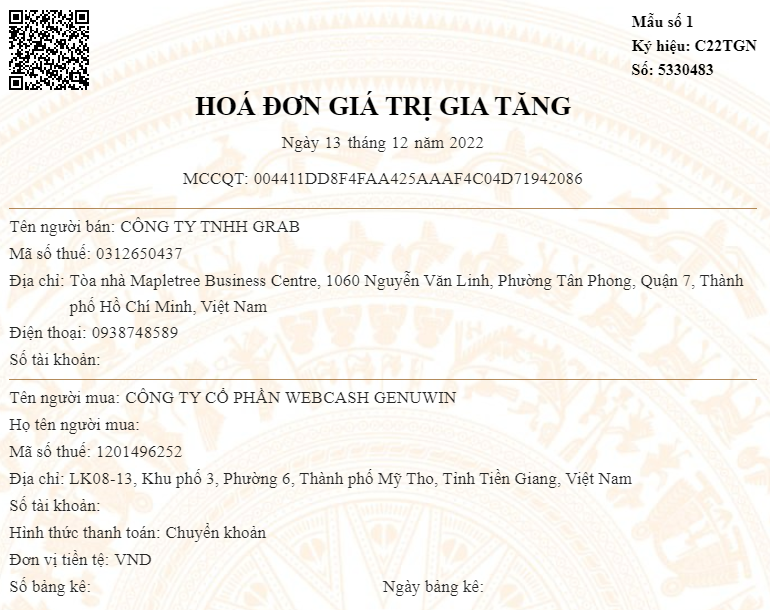 Mẫu số 1
Ký hiệu: C22TGN
Số: 5330483
HOÁ ĐƠN GIÁ TRỊ GIA TĂNG
Ngày 13 tháng 12 năm 2022
MCCQT: 004411DD8F4FAA425AAAF4C04D71942086
Tên người bán: CÔNG TY TNHH GRAB
Mã số thuế: 0312650437
Địa chỉ: Tòa nhà Mapletree Business Centre, 1060 Nguyễn Văn Linh, Phường Tân Phong, Quận 7, Thành
phố Hồ Chí Minh, Việt Nam
Điện thoại: 0938748589
Số tài khoản:
Tên người mua: CÔNG TY CỔ PHẦN WEBCASH GENUWIN
Họ tên người mua:
Mã số thuế: 1201496252
Địa chỉ: LK08-13, Khu phố 3, Phường 6, Thành phố Mỹ Tho, Tỉnh Tiền Giang, Việt Nam
Số tài khoản:
Hình thức thanh toán: Chuyển khoản
Đơn vị tiền tệ: VND
Số bảng kê: Ngày bảng kê: